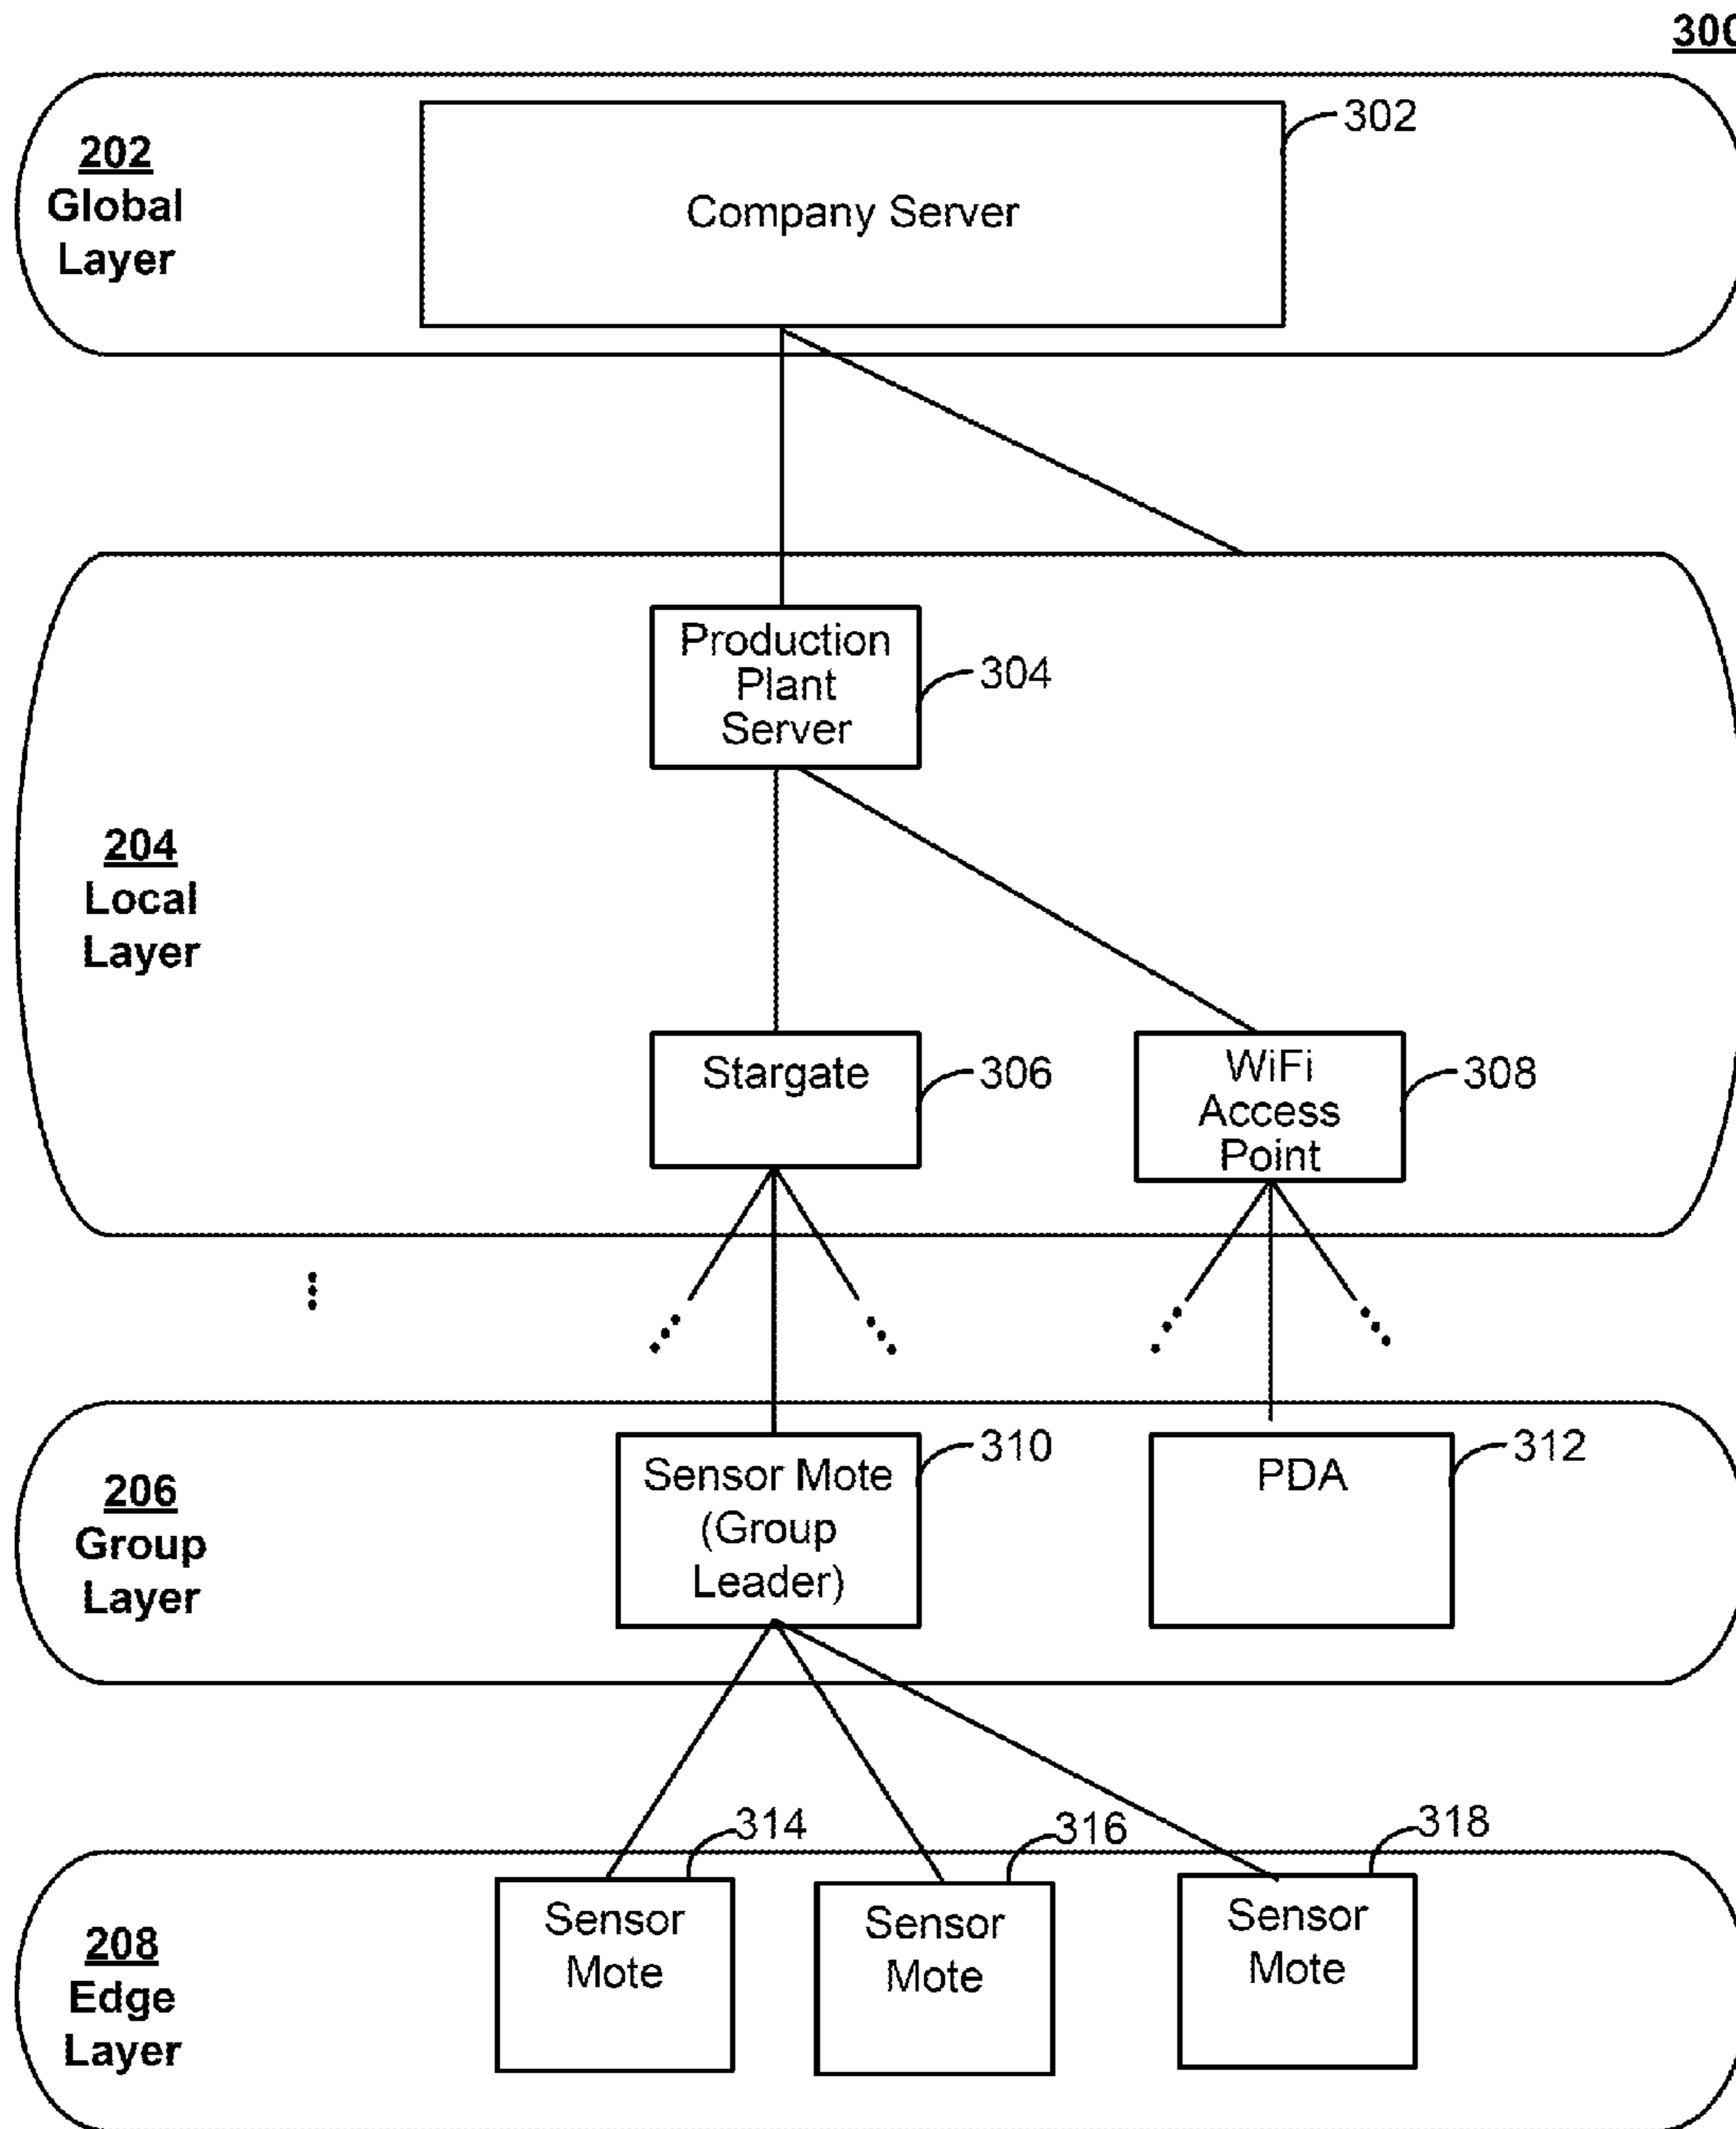 300
202
Global
Layer
302
Company Server
204
Local
Layer
Production
Plant
Server
304
Stargate
306
WiFi
Access
Point
308
206
Group
Layer
Sensor Mote
(Group
Leader)
310
PDA
312
208
Edge
Layer
314
Sensor
Mote
316
Sensor
Mote
318
Sensor
Mote